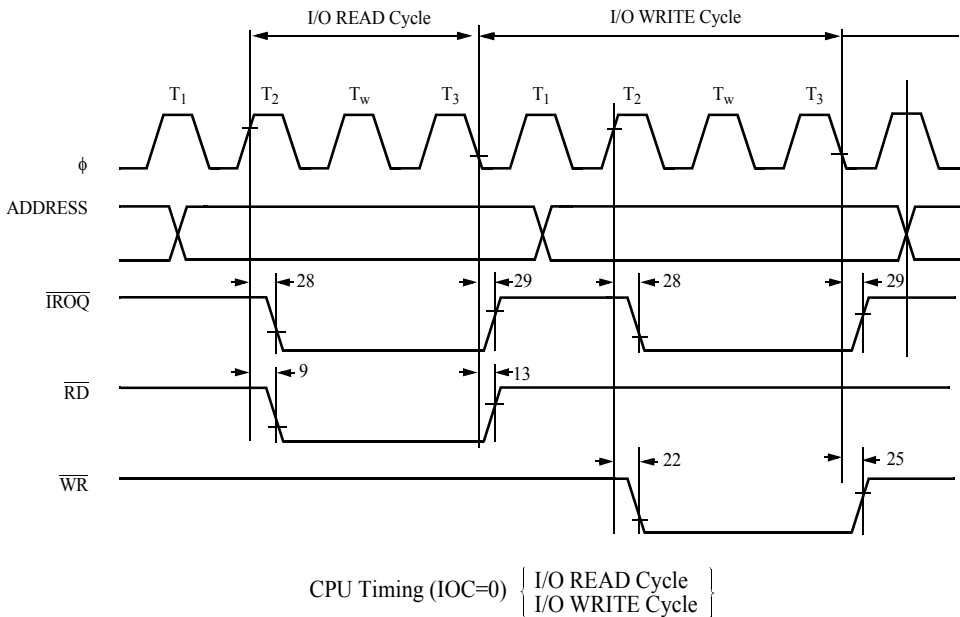 I/O READ Cycle I/O WRITE Cycle
T1 T2 Tw T3 T1 T2 Tw T3
ϕ
ADDRESS
28 29 28 29
IROQ
9 13
RD
22 25
WR
CPU Timing (IOC=0) { I/O READ Cycle
I/O WRITE Cycle }